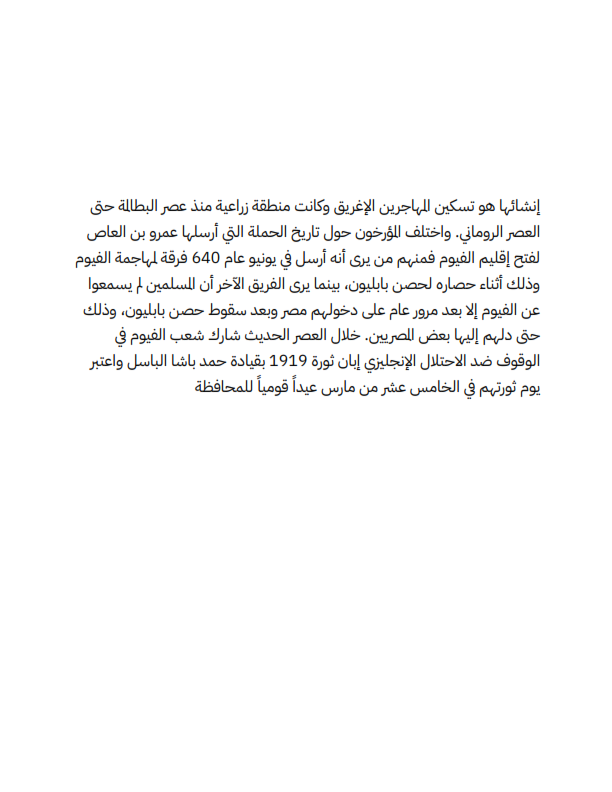 إنشائها هو تسكين المهاجرين الإغريق وكانت منطقة زراعية منذ عصر البطالمة حتى
العصر الروماني. واختلف المؤرخون حول تاريخ الحملة التي أرسلها عمرو بن العاص
لفتح إقليم الفيوم فمنهم من يرى أنه أرسل في يونيو عام 640 فرقة لمهاجمة الفيوم
وذلك أثناء حصاره لحصن بابليون، بينما يرى الفريق الآخر أن المسلمين لم يسمعوا
عن الفيوم إلا بعد مرور عام على دخولهم مصر وبعد سقوط حصن بابليون، وذلك
حتى دلهم إليها بعض المصريين. خلال العصر الحديث شارك شعب الفيوم في
الوقوف ضد الاحتلال الإنجليزي إبان ثورة 1919 بقيادة حمد باشا الباسل واعتبر
يوم ثورتهم في الخامس عشر من مارس عيداً قومياً للمحافظة